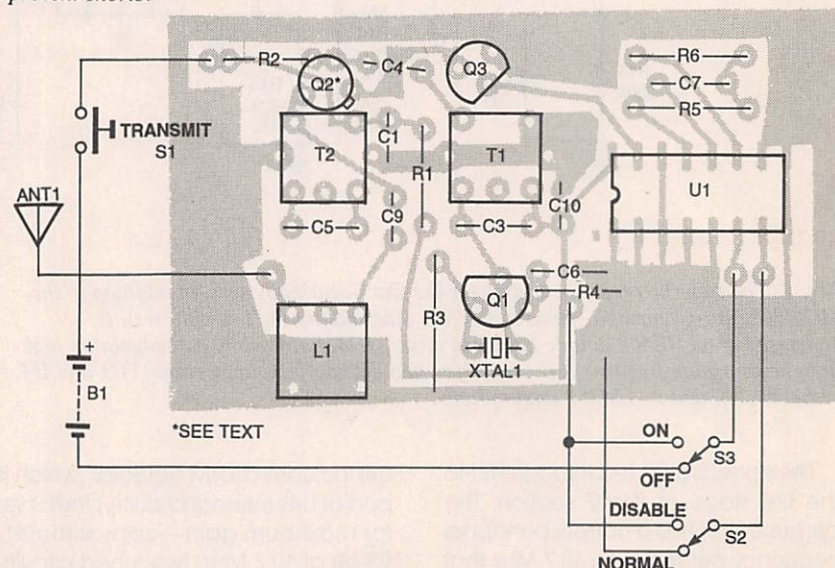 R2
Q2*
C4
Q3
R6
C7
R5
TRANSMIT
S1
C1
T2
R1
T1
U1
ANT1
C9
C10
C5
C3
C6
R4
Q1
R3
+
B1
L1
XTAL1
*SEE TEXT
ON
S3
OFF
DISABLE
S2
NORMAL